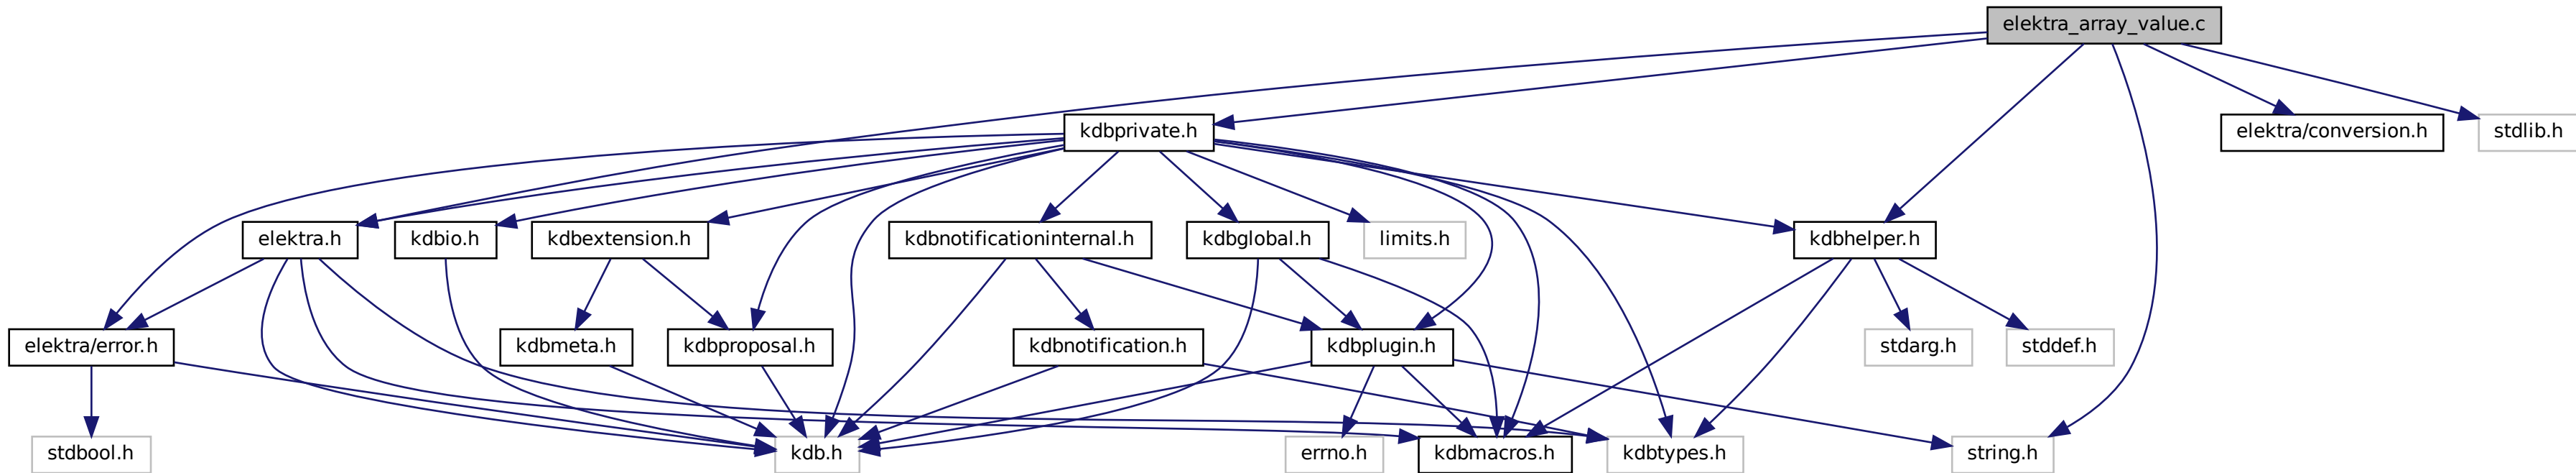 elektra_array_value.c
kdbprivate.h
elektra/conversion.h
stdlib.h
elektra.h
kdbio.h
kdbextension.h
kdbnotificationinternal.h
kdbglobal.h
limits.h
kdbhelper.h
elektra/error.h
kdbmeta.h
kdbproposal.h
kdbnotification.h
kdbplugin.h
stdarg.h
stddef.h
stdbool.h
kdb.h
errno.h
kdbmacros.h
kdbtypes.h
string.h